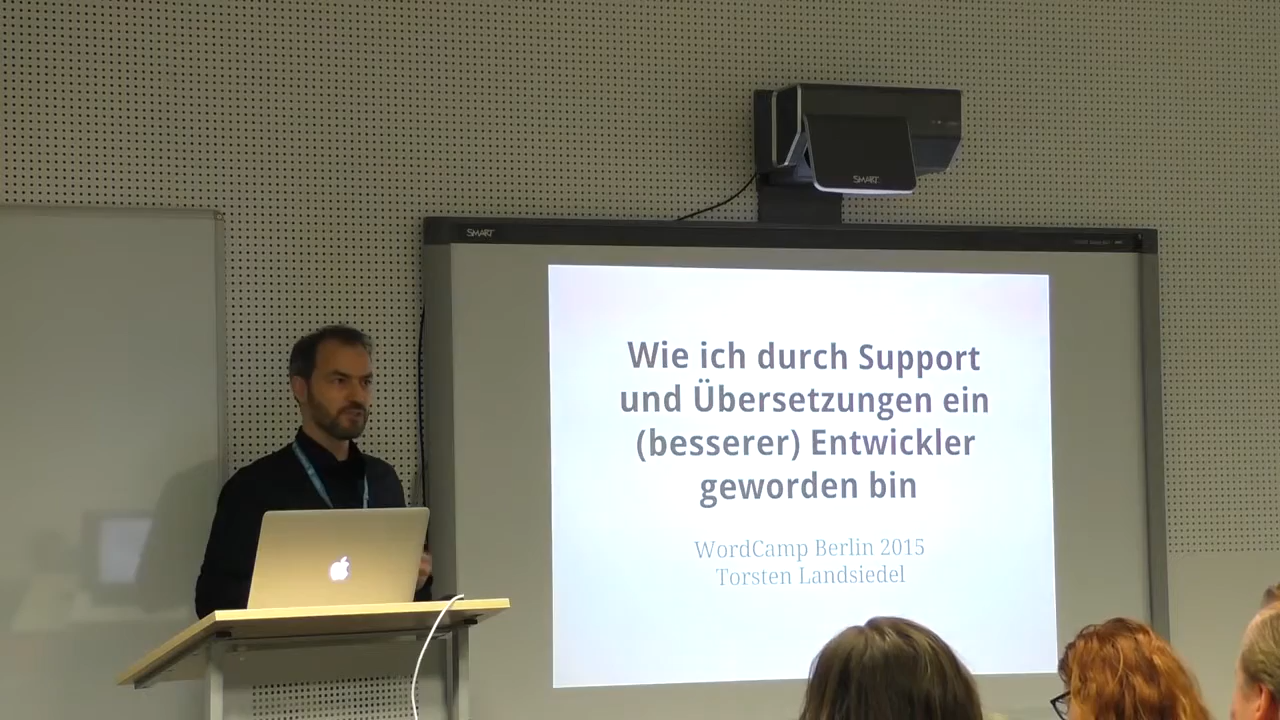 SMART
SMART
Wie ich durch Support
und Übersetzungen ein
(besserer) Entwickler
geworden bin
WordCamp Berlin 2015
Torsten Landsiedel